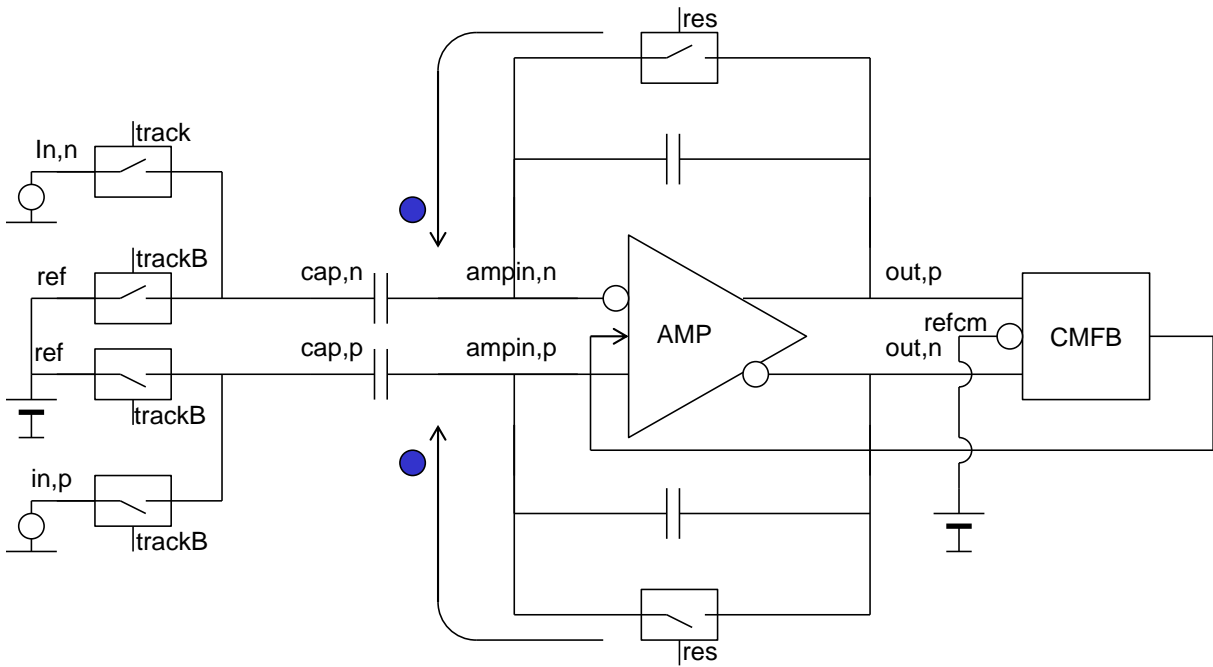 res
track
In,n
trackB
ref
cap,n
ampin,n
out,p
refcm
AMP
CMFB
ref
cap,p
ampin,p
out,n
trackB
in,p
trackB
res